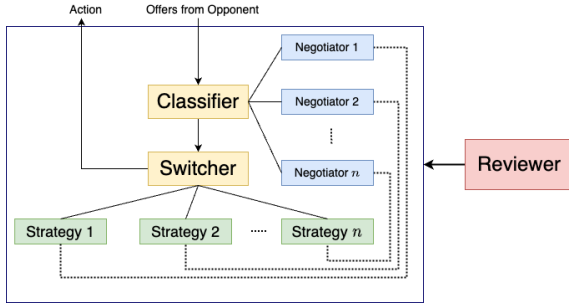 Action
Offers from Opponent
Negotiator 1
Classifier
Negotiator 2
Switcher
Negotiator n
Reviewer
Strategy 1
Strategy 2
.....
Strategy n